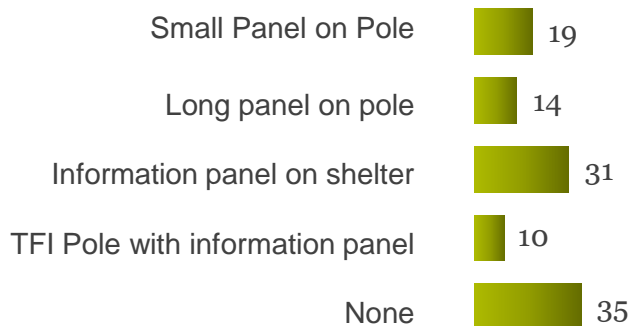 Small Panel on Pole 19
Long panel on pole 14
Information panel on shelter 31
TFI Pole with information panel 10
None 35